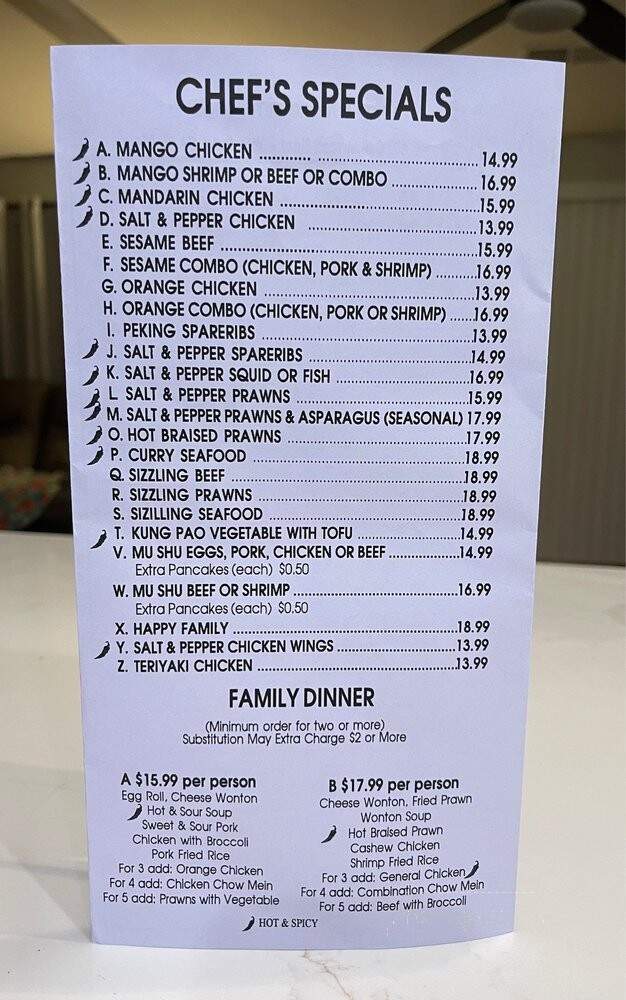 CHEF'S SPECIALS
A. MANGO CHICKEN ............ ................................ 14.99
B. MANGO SHRIMP OR BEEF OR COMBO .................. 16.99
C. MANDARIN CHICKEN ........................................ 15.99
D. SALT & PEPPER CHICKEN .................................. 13.99
E. SESAME BEEF .................................................. 15.99
F. SESAME COMBO (CHICKEN, PORK & SHRIMP) .......... 16.99
G. ORANGE CHICKEN .......................................... 13.99
H. ORANGE COMBO (CHICKEN, PORK OR SHRIMP) ...... 16.99
I. PEKING SPARERIBS .......................................... 13.99
J. SALT & PEPPER SPARERIBS ................................ 14.99
K. SALT & PEPPER SQUID OR FISH .......................... 16.99
L. SALT & PEPPER PRAWNS .................................. 15.99
M. SALT & PEPPER PRAWNS & ASPARAGUS (SEASONAL) 17.99
O. HOT BRAISED PRAWNS .................................... 17.99
P. CURRY SEAFOOD ............................................ 18.99
Q. SIZZLING BEEF ................................................ 18.99
R. SIZZLING PRAWNS .......................................... 18.99
S. SIZILLING SEAFOOD ........................................ 18.99
T. KUNG PAO VEGETABLE WITH TOFU ...................... 14.99
V. MU SHU EGGS, PORK, CHICKEN OR BEEF ................ 14.99
Extra Pancakes (each) $0.50
W. MU SHU BEEF OR SHRIMP .................................. 16.99
Extra Pancakes (each) $0.50
X. HAPPY FAMILY ................................................ 18.99
Y. SALT & PEPPER CHICKEN WINGS .......................... 13.99
Z. TERIYAKI CHICKEN .......................................... 13.99
FAMILY DINNER
(Minimum order for two or more)
Substitution May Extra Charge $2 or More
A $15.99 per person
Egg Roll, Cheese Wonton
Hot & Sour Soup
Sweet & Sour Pork
Chicken with Broccoli
Pork Fried Rice
For 3 add: Orange Chicken
For 4 add: Chicken Chow Mein
For 5 add: Prawns with Vegetable
B $17.99 per person
Cheese Wonton, Fried Prawn
Wonton Soup
Hot Braised Prawn
Cashew Chicken
Shrimp Fried Rice
For 3 add: General Chicken
For 4 add: Combination Chow Mein
For 5 add: Beef with Broccoli
HOT & SPICY